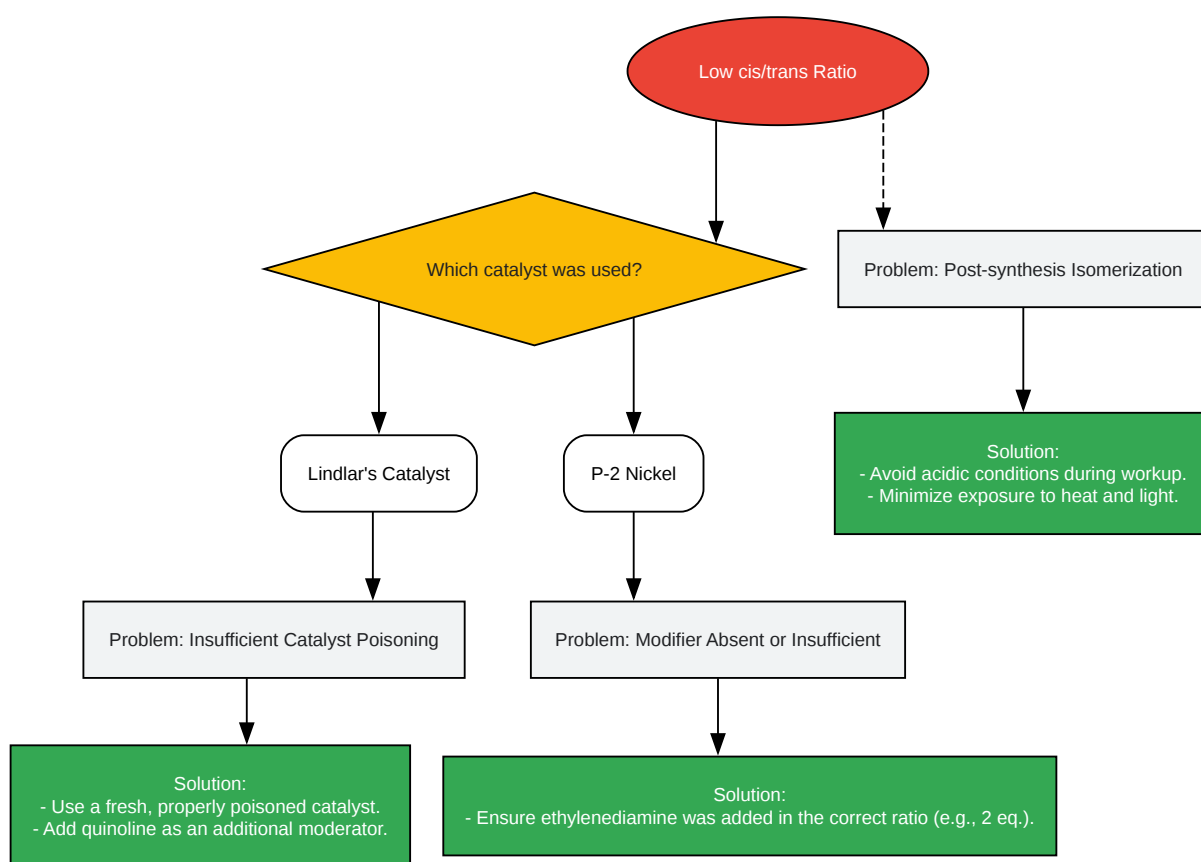 Low cis/trans Ratio
Which catalyst was used?
Problem: Post-synthesis Isomerization
Solution:
- Avoid acidic conditions during workup.
- Minimize exposure to heat and light.
Lindlar's Catalyst
P-2 Nickel
Problem: Insufficient Catalyst Poisoning
Problem: Modifier Absent or Insufficient
Solution:
- Use a fresh, properly poisoned catalyst.
- Add quinoline as an additional moderator.
Solution:
- Ensure ethylenediamine was added in the correct ratio (e.g., 2 eq.).